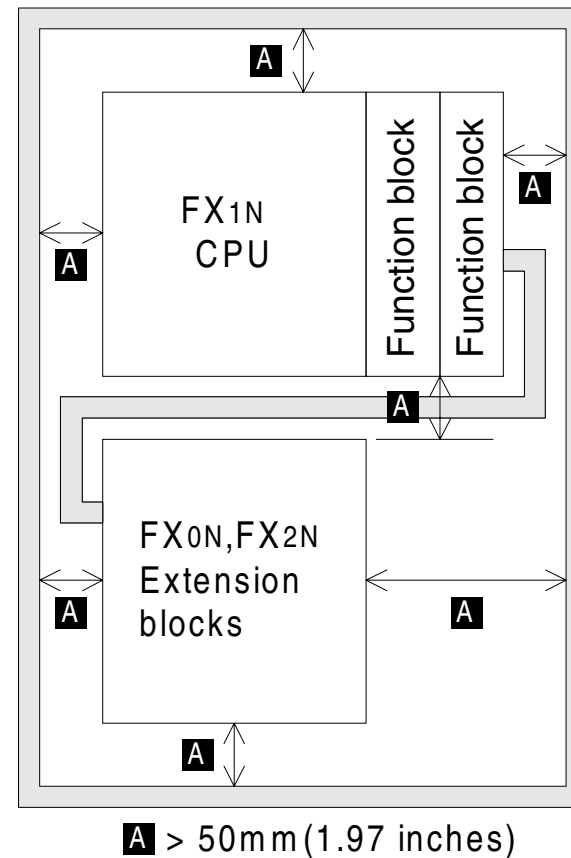 A
FX1N
CPU
Function block
Function block
A
A
A
FX0N,FX2N
Extension
blocks
A
A
A
A > 50mm(1.97 inches)